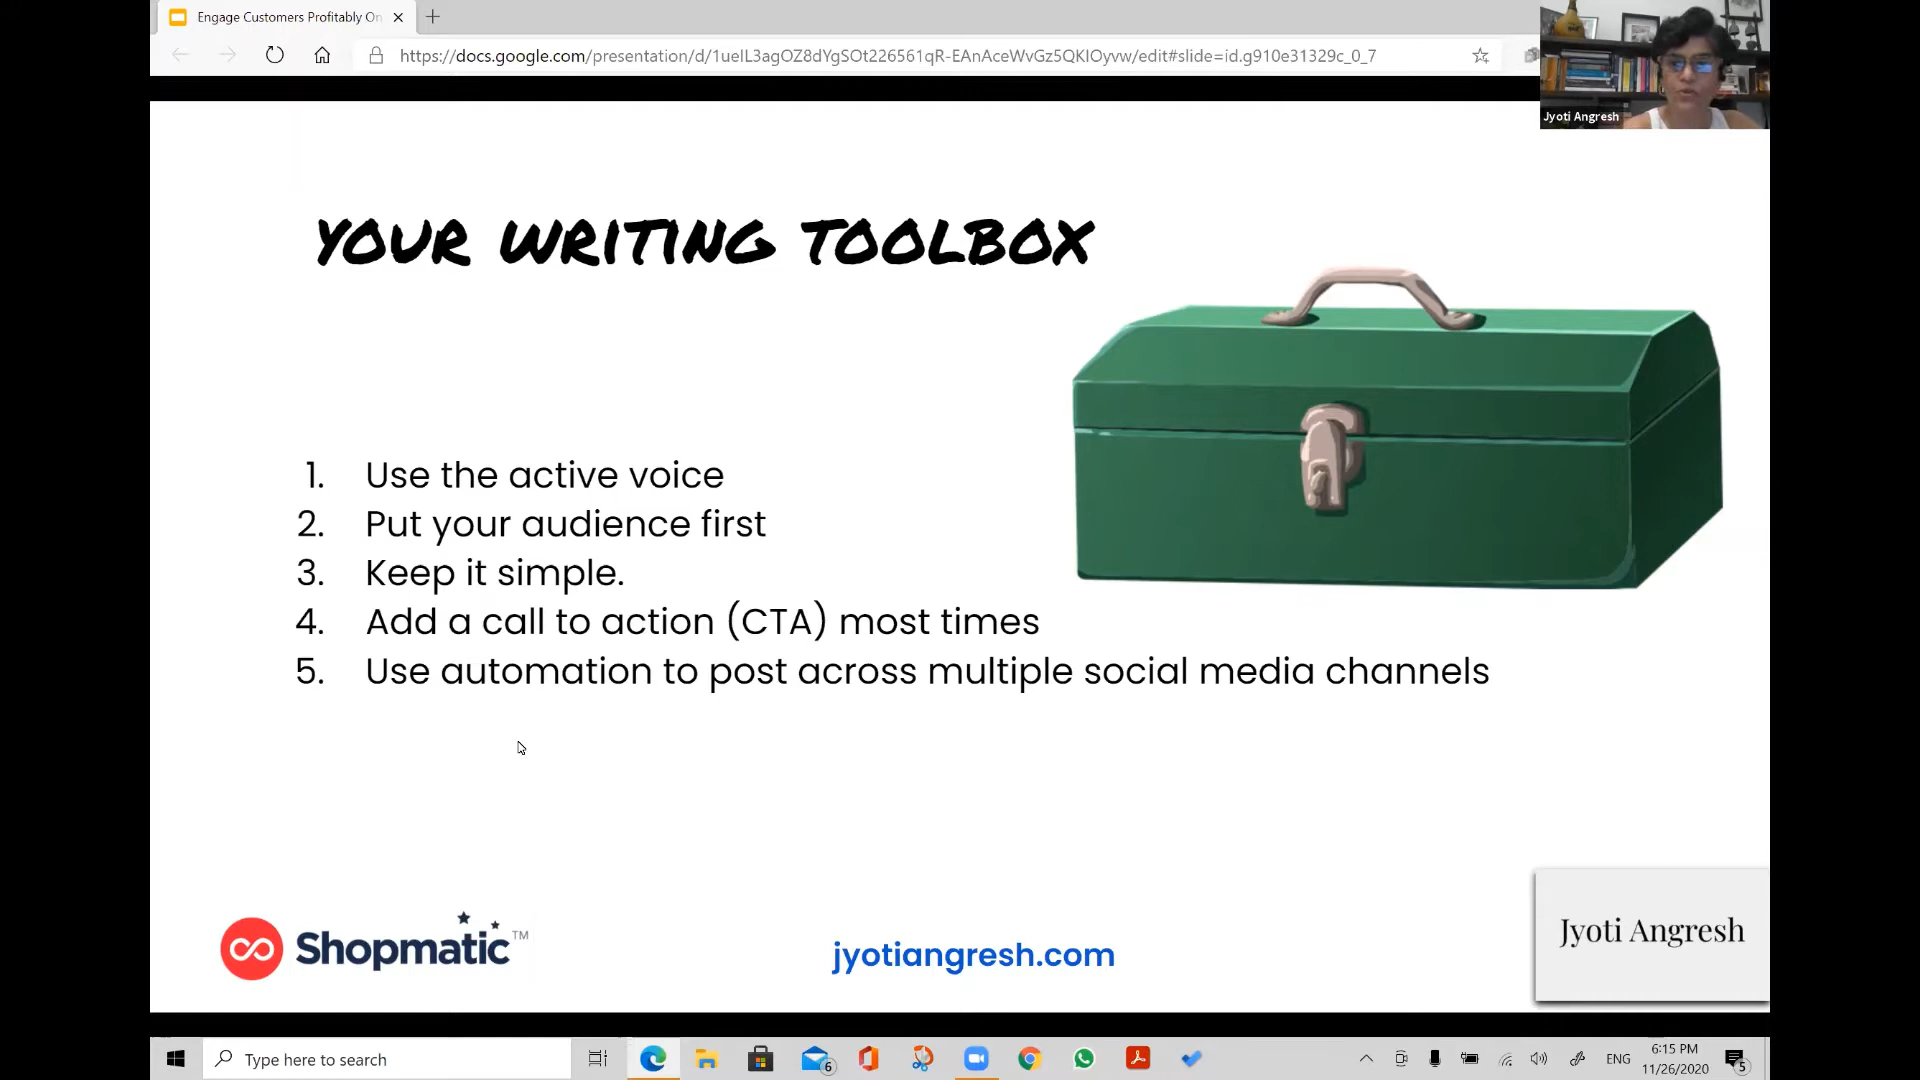 Engage Customers Profitably On
https://docs.google.com/presentation/d/1ueIL3agOZ8dYgSOt226561qR-EAnAceWvGz5QKIOyvw/edit#slide=id.g910e31329c_0_7
Jyoti Angresh
YOUR WRITING TOOLBOX
1. Use the active voice
2. Put your audience first
3. Keep it simple.
4. Add a call to action (CTA) most times
5. Use automation to post across multiple social media channels
Shopmatic™
jyotiangresh.com
Jyoti Angresh
Type here to search
6
ENG
6:15 PM
11/26/2020
5